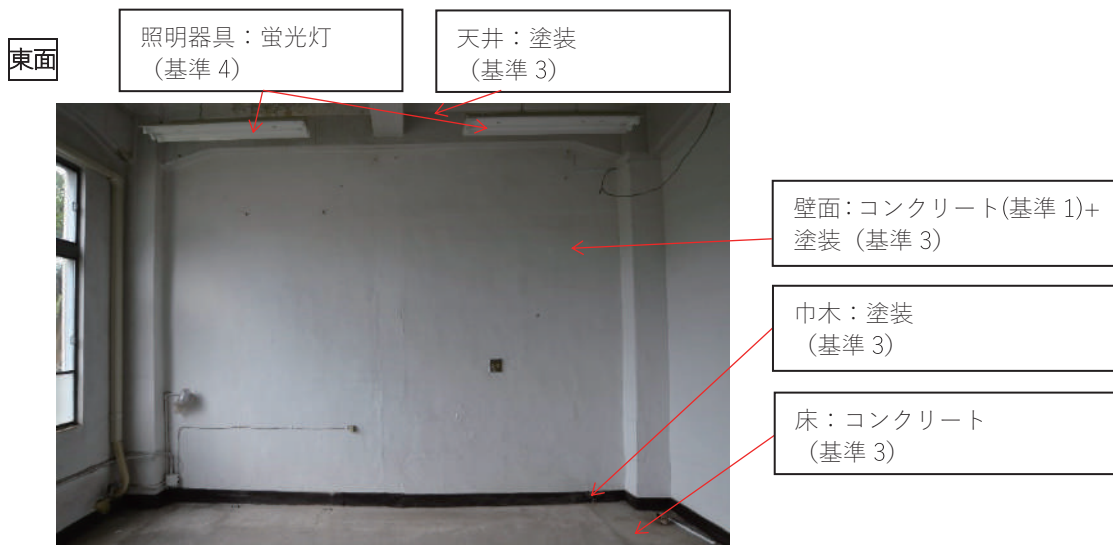 東面
照明器具：蛍光灯
（基準 4）
天井：塗装
（基準 3）
壁面：コンクリート(基準 1)+
塗装（基準 3）
巾木：塗装
（基準 3）
床：コンクリート
（基準 3）